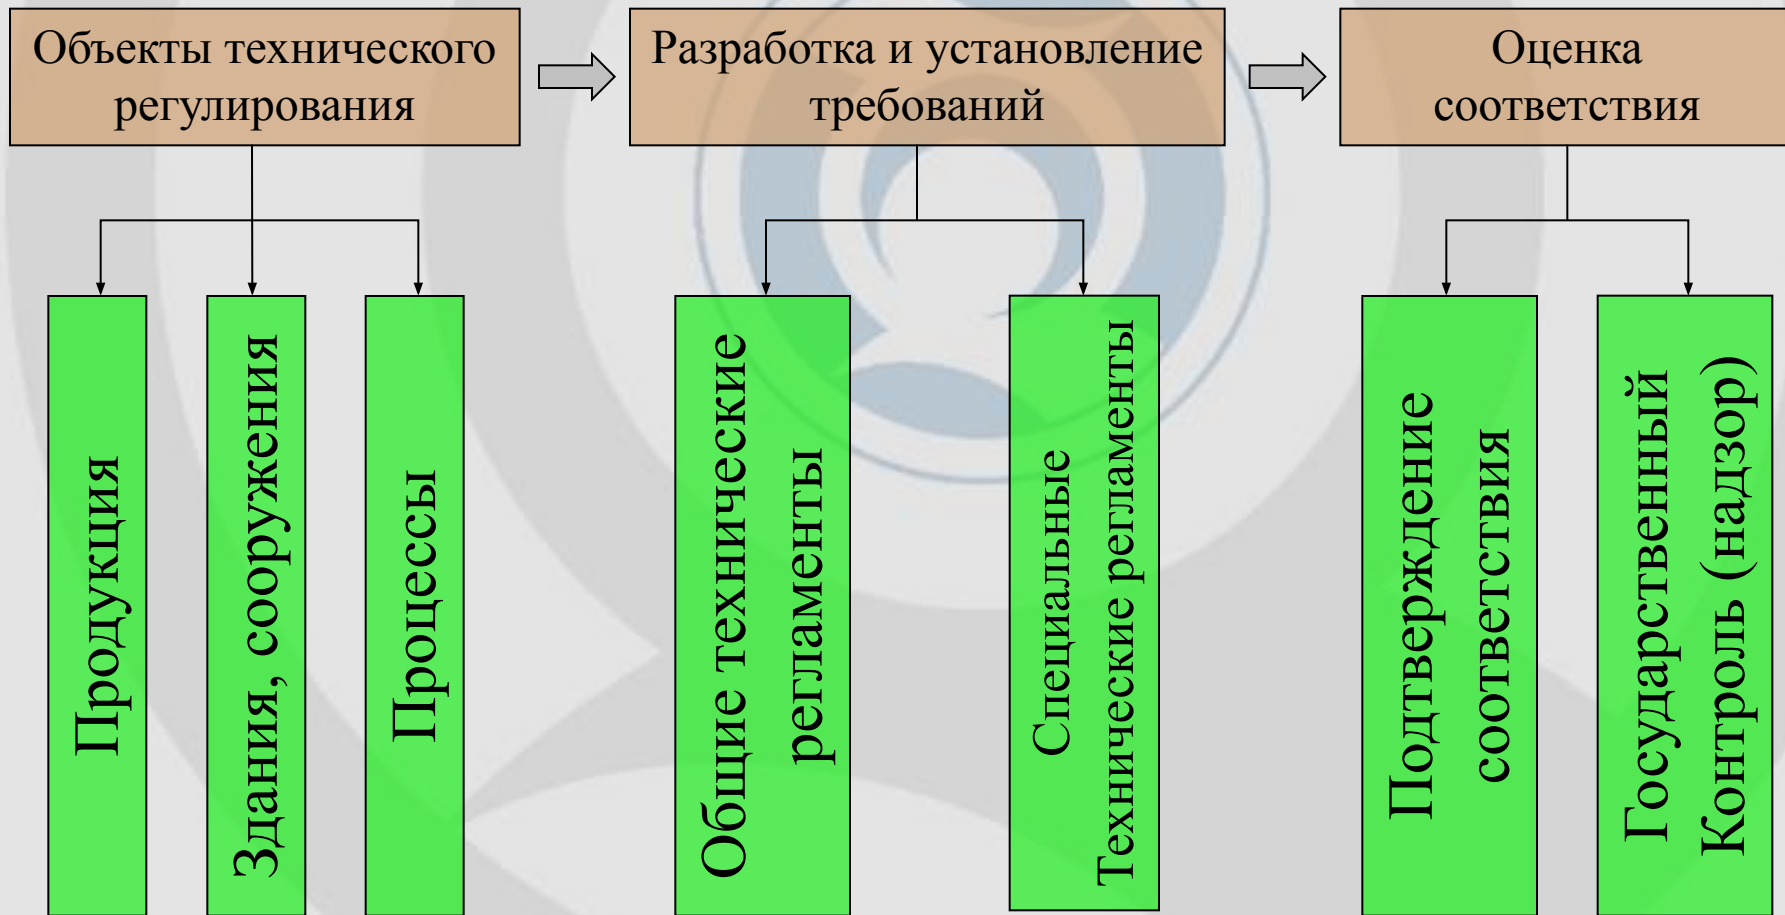 Объекты технического
регулирования
Разработка и установление
требований
Оценка
соответствия
Продукция
Здания, сооружения
Процессы
Общие технические
регламенты
Специальные
Технические регламенты
Подтверждение
соответствия
Государственный
Контроль (надзор)